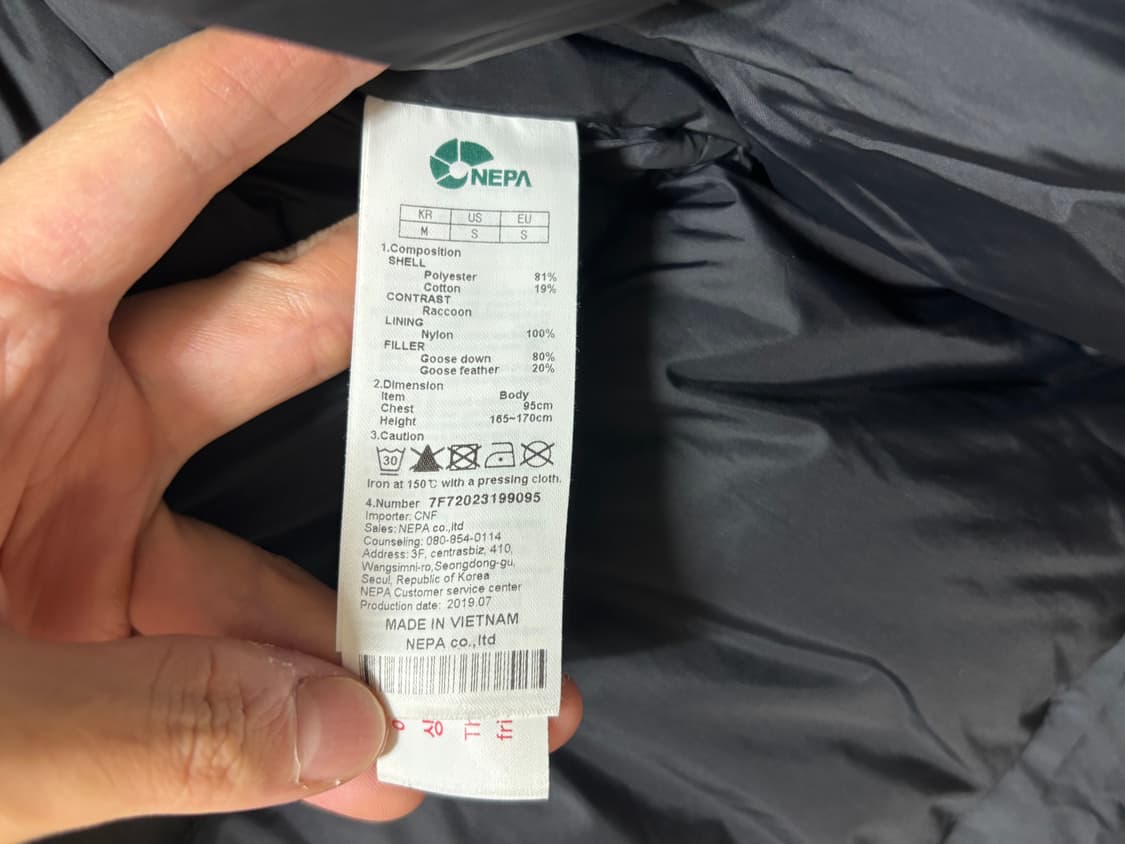 NEPA
KR US EU
M S S
1.Composition
SHELL
Polyester 81%
Cotton 19%
CONTRAST
Raccoon
LINING
Nylon 100%
FILLER
Goose down 80%
Goose feather 20%
2.Dimension
Item Body
Chest 95cm
Height 165~170cm
3.Caution
30
Iron at 150℃ with a pressing cloth.
4.Number 7F72023199095
Importer: CNF
Sales: NEPA co.,ltd
Counseling: 080-854-0114
Address: 3F, centrasbiz, 410,
Wangsimni-ro,Seongdong-gu,
Seoul, Republic of Korea
NEPA Customer service center
Production date: 2019.07
MADE IN VIETNAM
NEPA co.,ltd